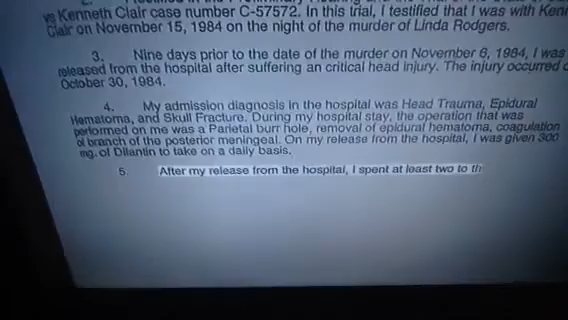 vs Kenneth Clair case number C-57572. In this trial, I testified that I was with
Clair on November 15, 1984 on the night of the murder of Linda Rodgers.
3. Nine days prior to the date of the murder on November 6, 1984, I was
released from the hospital after suffering an critical head injury. The injury occurred
October 30, 1984.
4. My admission diagnosis in the hospital was Head Trauma, Epidural
Hematoma, and Skull Fracture. During my hospital stay, the operation that was
performed on me was a Parietal burr hole, removal of epidural hematoma, coagulation
of branch of the posterior meningeal. On my release from the hospital, I was given 300
mg. of Dilantin to take on a daily basis.
5. After my release from the hospital, I spent at least two to th